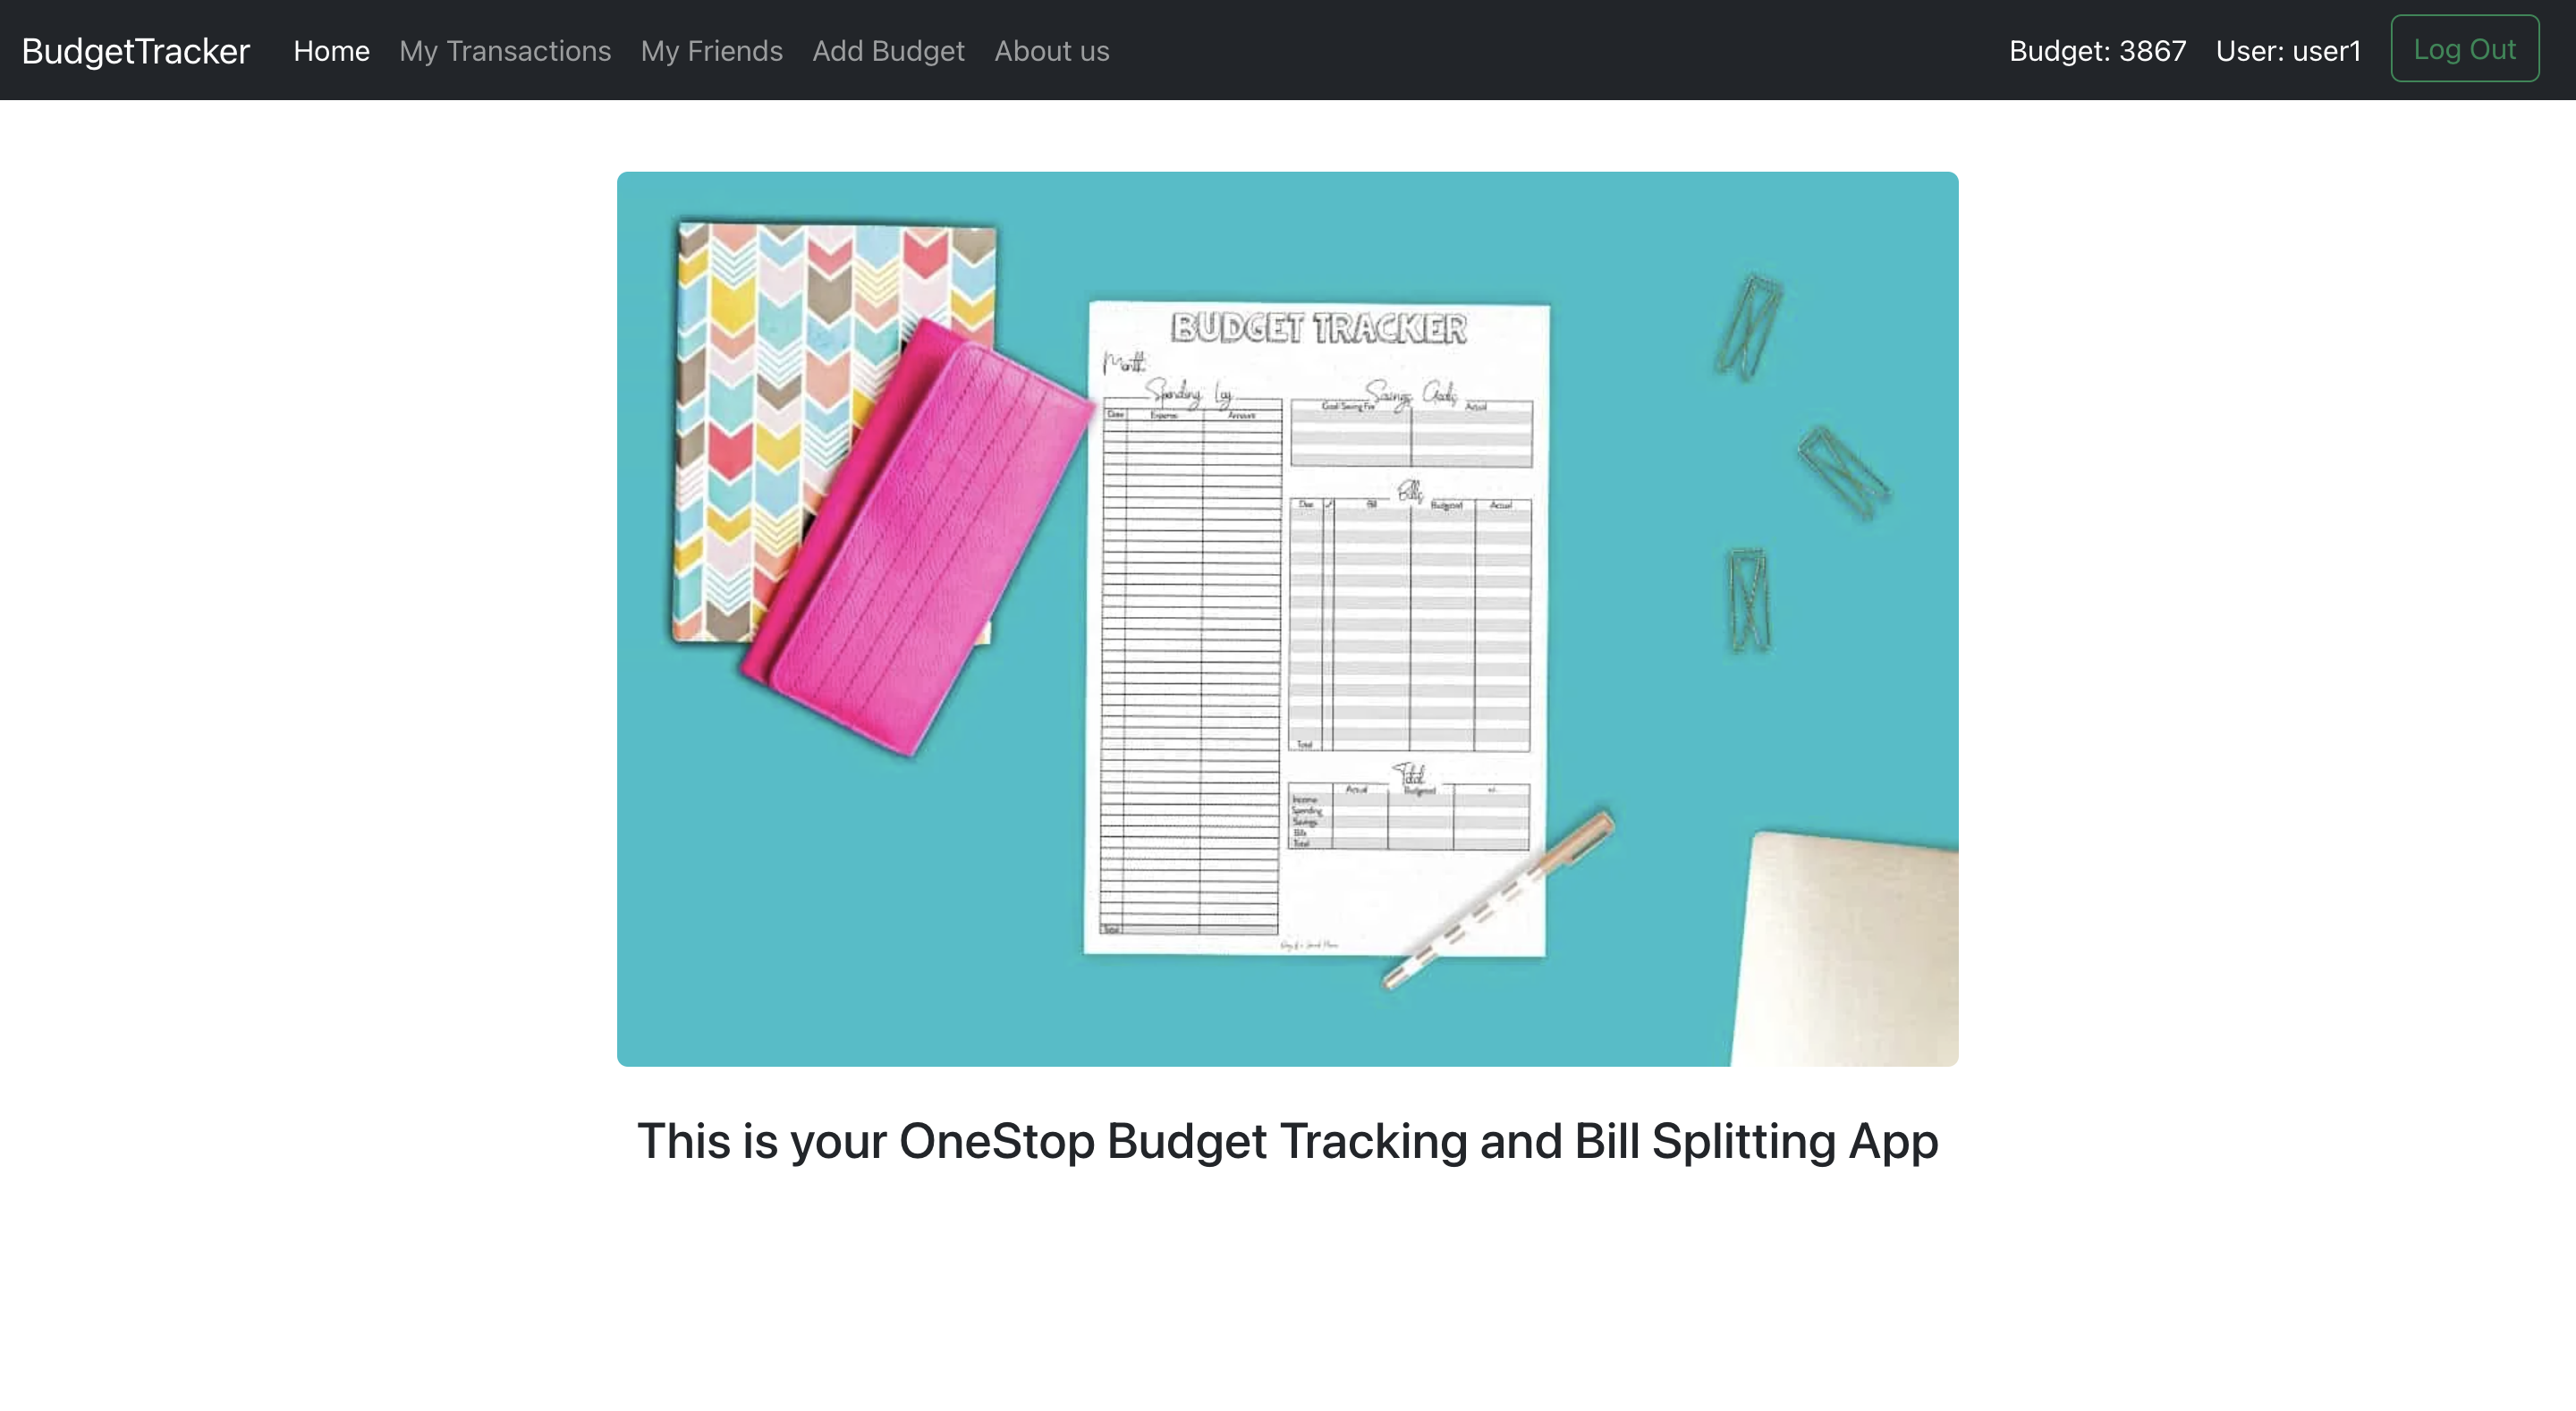 BudgetTracker Home My Transactions My Friends Add Budget About us Budget: 3867 User: user1 Log Out
BUDGET TRACKER
Month:
Spending Log
Date Expense Amount
Total
Savings Goals
Goal/Saving For Actual
Bills
Due ✓ Bill Budgeted Actual
Total
Total
Actual Budgeted +/-
Income
Spending
Savings
Bills
Total
This is your OneStop Budget Tracking and Bill Splitting App